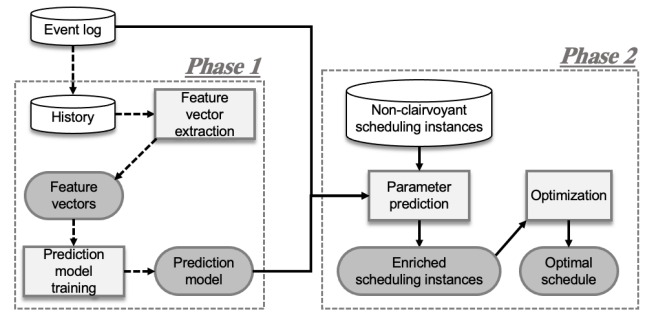 Event log
Phase 1
History
Feature
vector
extraction
Feature
vectors
Prediction
model
training
Prediction
model
Phase 2
Non-clairvoyant
scheduling instances
Parameter
prediction
Optimization
Enriched
scheduling instances
Optimal
schedule